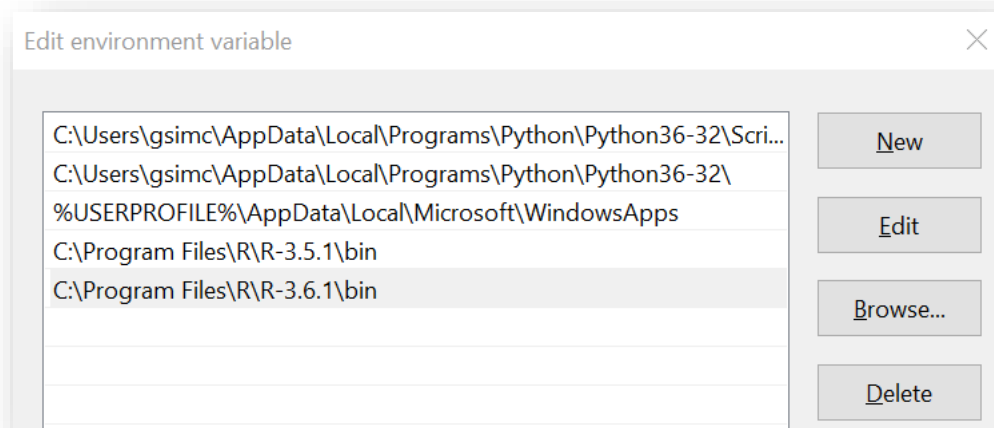 Edit environment variable
C:\Users\gsimc\AppData\Local\Programs\Python\Python36-32\Scri...
C:\Users\gsimc\AppData\Local\Programs\Python\Python36-32\
%USERPROFILE%\AppData\Local\Microsoft\WindowsApps
C:\Program Files\R\R-3.5.1\bin
C:\Program Files\R\R-3.6.1\bin
New
Edit
Browse...
Delete